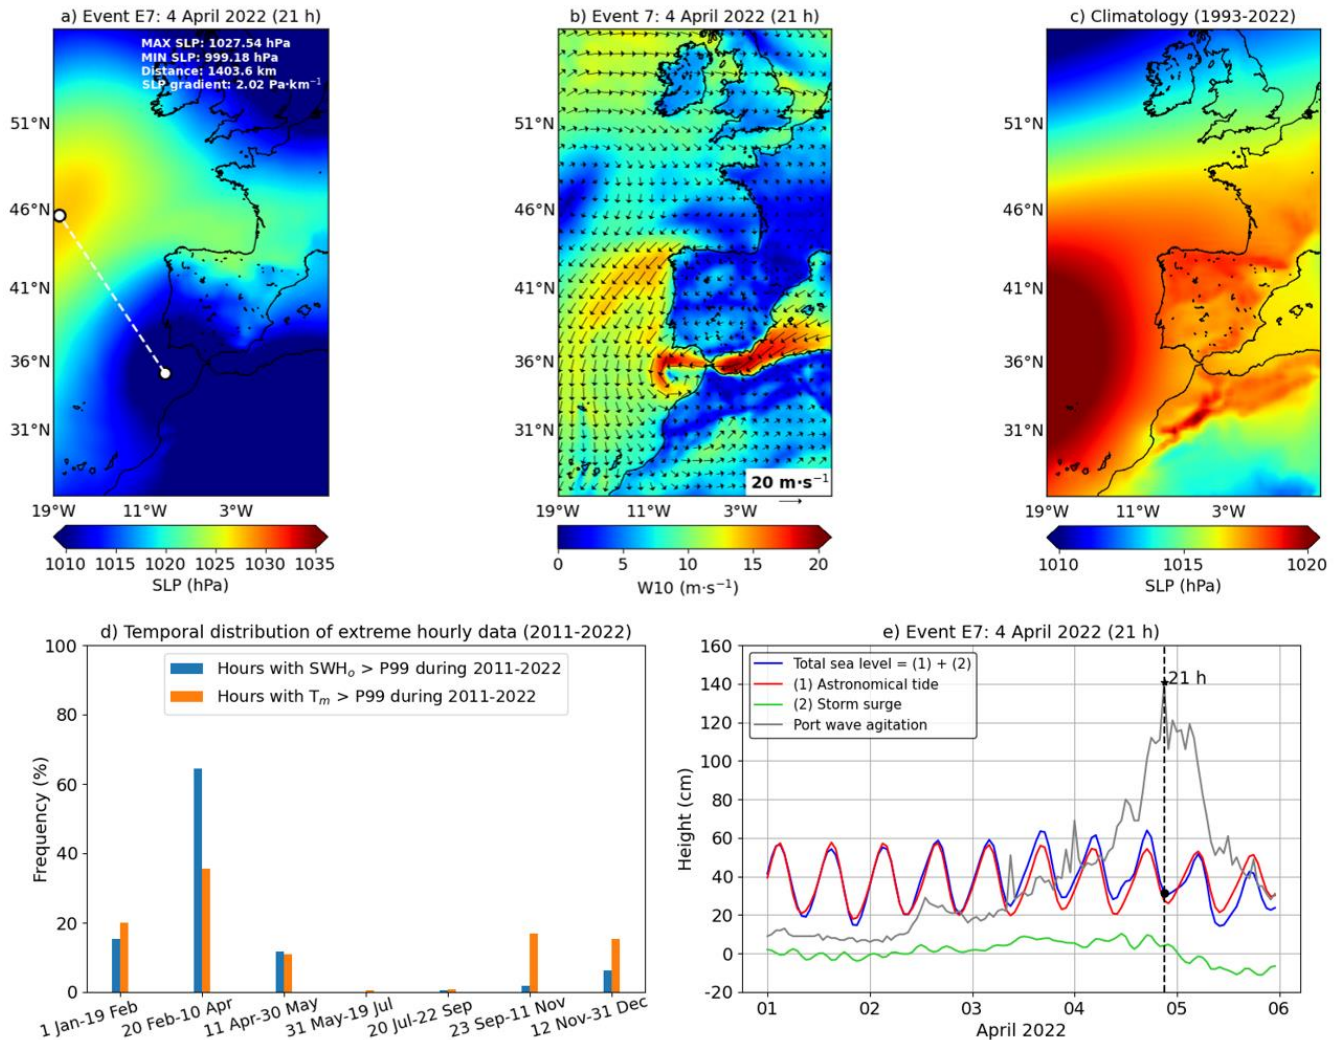 a) Event E7: 4 April 2022 (21 h)
MAX SLP: 1027.54 hPa
MIN SLP: 999.18 hPa
Distance: 1403.6 km
SLP gradient: 2.02 Pa·km⁻¹
51°N
46°N
41°N
36°N
31°N
19°W 11°W 3°W
1010 1015 1020 1025 1030 1035
SLP (hPa)
b) Event 7: 4 April 2022 (21 h)
51°N
46°N
41°N
36°N
31°N
20 m·s⁻¹
19°W 11°W 3°W
0 5 10 15 20
W10 (m·s⁻¹)
c) Climatology (1993-2022)
51°N
46°N
41°N
36°N
31°N
19°W 11°W 3°W
1010 1015 1020
SLP (hPa)
d) Temporal distribution of extreme hourly data (2011-2022)
Hours with SWHₒ > P99 during 2011-2022
Hours with Tₘ > P99 during 2011-2022
Frequency (%)
100
80
60
40
20
0
1 Jan-19 Feb
20 Feb-10 Apr
11 Apr-30 May
31 May-19 Jul
20 Jul-22 Sep
23 Sep-11 Nov
12 Nov-31 Dec
e) Event E7: 4 April 2022 (21 h)
Total sea level = (1) + (2)
(1) Astronomical tide
(2) Storm surge
Port wave agitation
21 h
Height (cm)
160
140
120
100
80
60
40
20
0
-20
01 02 03 04 05 06
April 2022